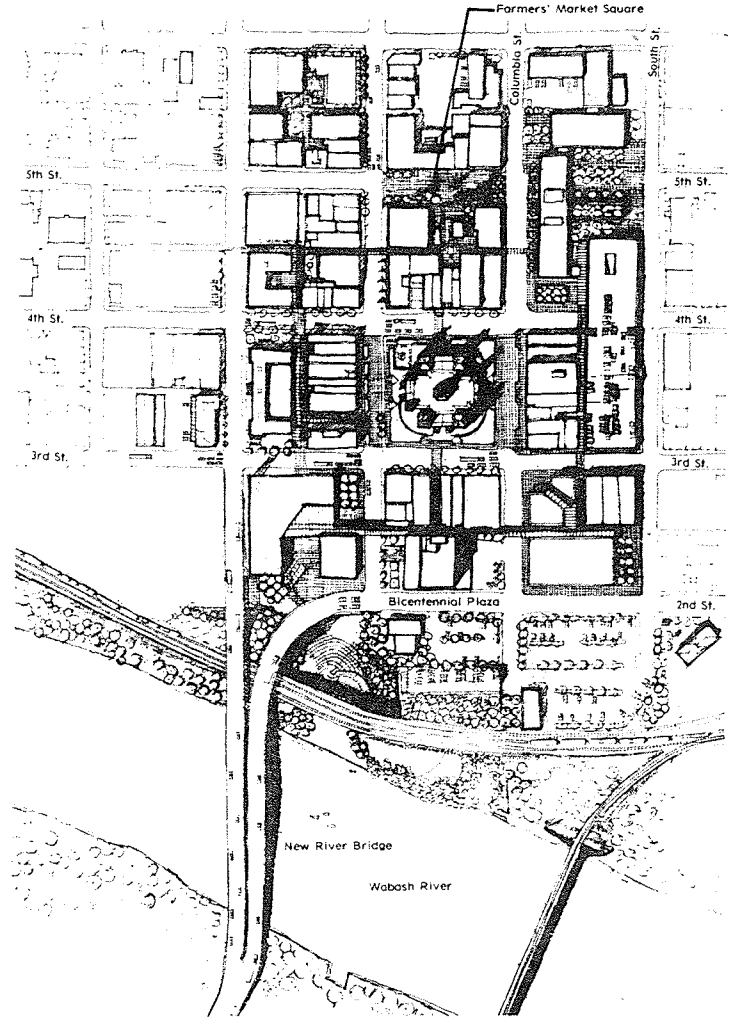 Farmers' Market Square
Columbia St.
South St.
5th St.
5th St.
4th St.
4th St.
3rd St.
3rd St.
Bicentennial Plaza
2nd St.
New River Bridge
Wabash River